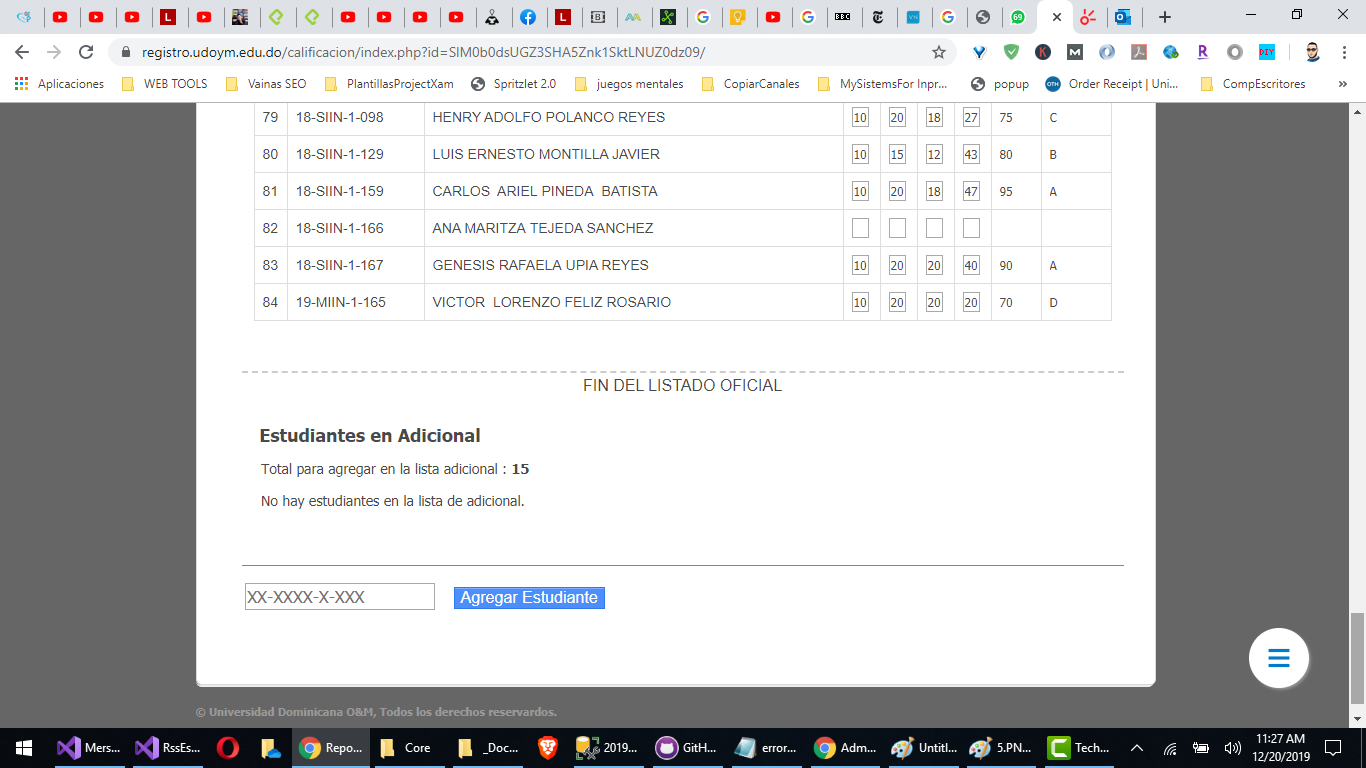 69
registro.udoym.edu.do/calificacion/index.php?id=SlM0b0dsUGZ3SHA5Znk1SktLNUZ0dz09/
Aplicaciones WEB TOOLS Vainas SEO PlantillasProjectXam Spritzlet 2.0 juegos mentales CopiarCanales MySistemsForInpr... popup Order Receipt | Uni... CompEscritores »
79 18-SIIN-1-098 HENRY ADOLFO POLANCO REYES 10 20 18 27 75 C
80 18-SIIN-1-129 LUIS ERNESTO MONTILLA JAVIER 10 15 12 43 80 B
81 18-SIIN-1-159 CARLOS ARIEL PINEDA BATISTA 10 20 18 47 95 A
82 18-SIIN-1-166 ANA MARITZA TEJEDA SANCHEZ
83 18-SIIN-1-167 GENESIS RAFAELA UPIA REYES 10 20 20 40 90 A
84 19-MIIN-1-165 VICTOR LORENZO FELIZ ROSARIO 10 20 20 20 70 D
FIN DEL LISTADO OFICIAL
Estudiantes en Adicional
Total para agregar en la lista adicional : 15
No hay estudiantes en la lista de adicional.
XX-XXXX-X-XXX Agregar Estudiante
© Universidad Dominicana O&M, Todos los derechos reservardos.
Mers... RssEs... Repo... Core _Doc... 2019... GitH... error... Adm... Untitl... 5.PN... Tech... 11:27 AM
12/20/2019